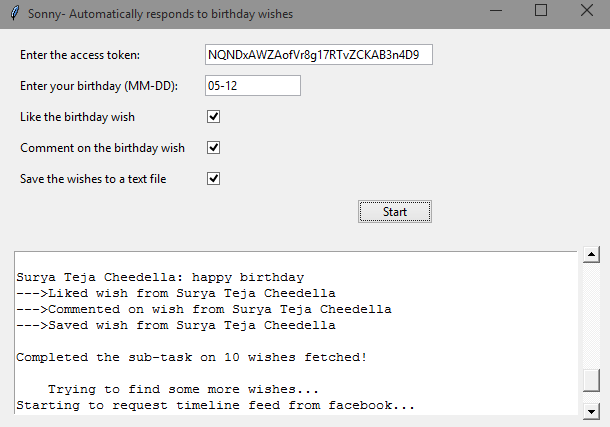 Sonny- Automatically responds to birthday wishes
Enter the access token: NQNDxAWZAofVr8g17RTvZCKAB3n4D9
Enter your birthday (MM-DD): 05-12
Like the birthday wish
Comment on the birthday wish
Save the wishes to a text file
Start
Surya Teja Cheedella: happy birthday
--->Liked wish from Surya Teja Cheedella
--->Commented on wish from Surya Teja Cheedella
--->Saved wish from Surya Teja Cheedella
Completed the sub-task on 10 wishes fetched!
Trying to find some more wishes...
Starting to request timeline feed from facebook...